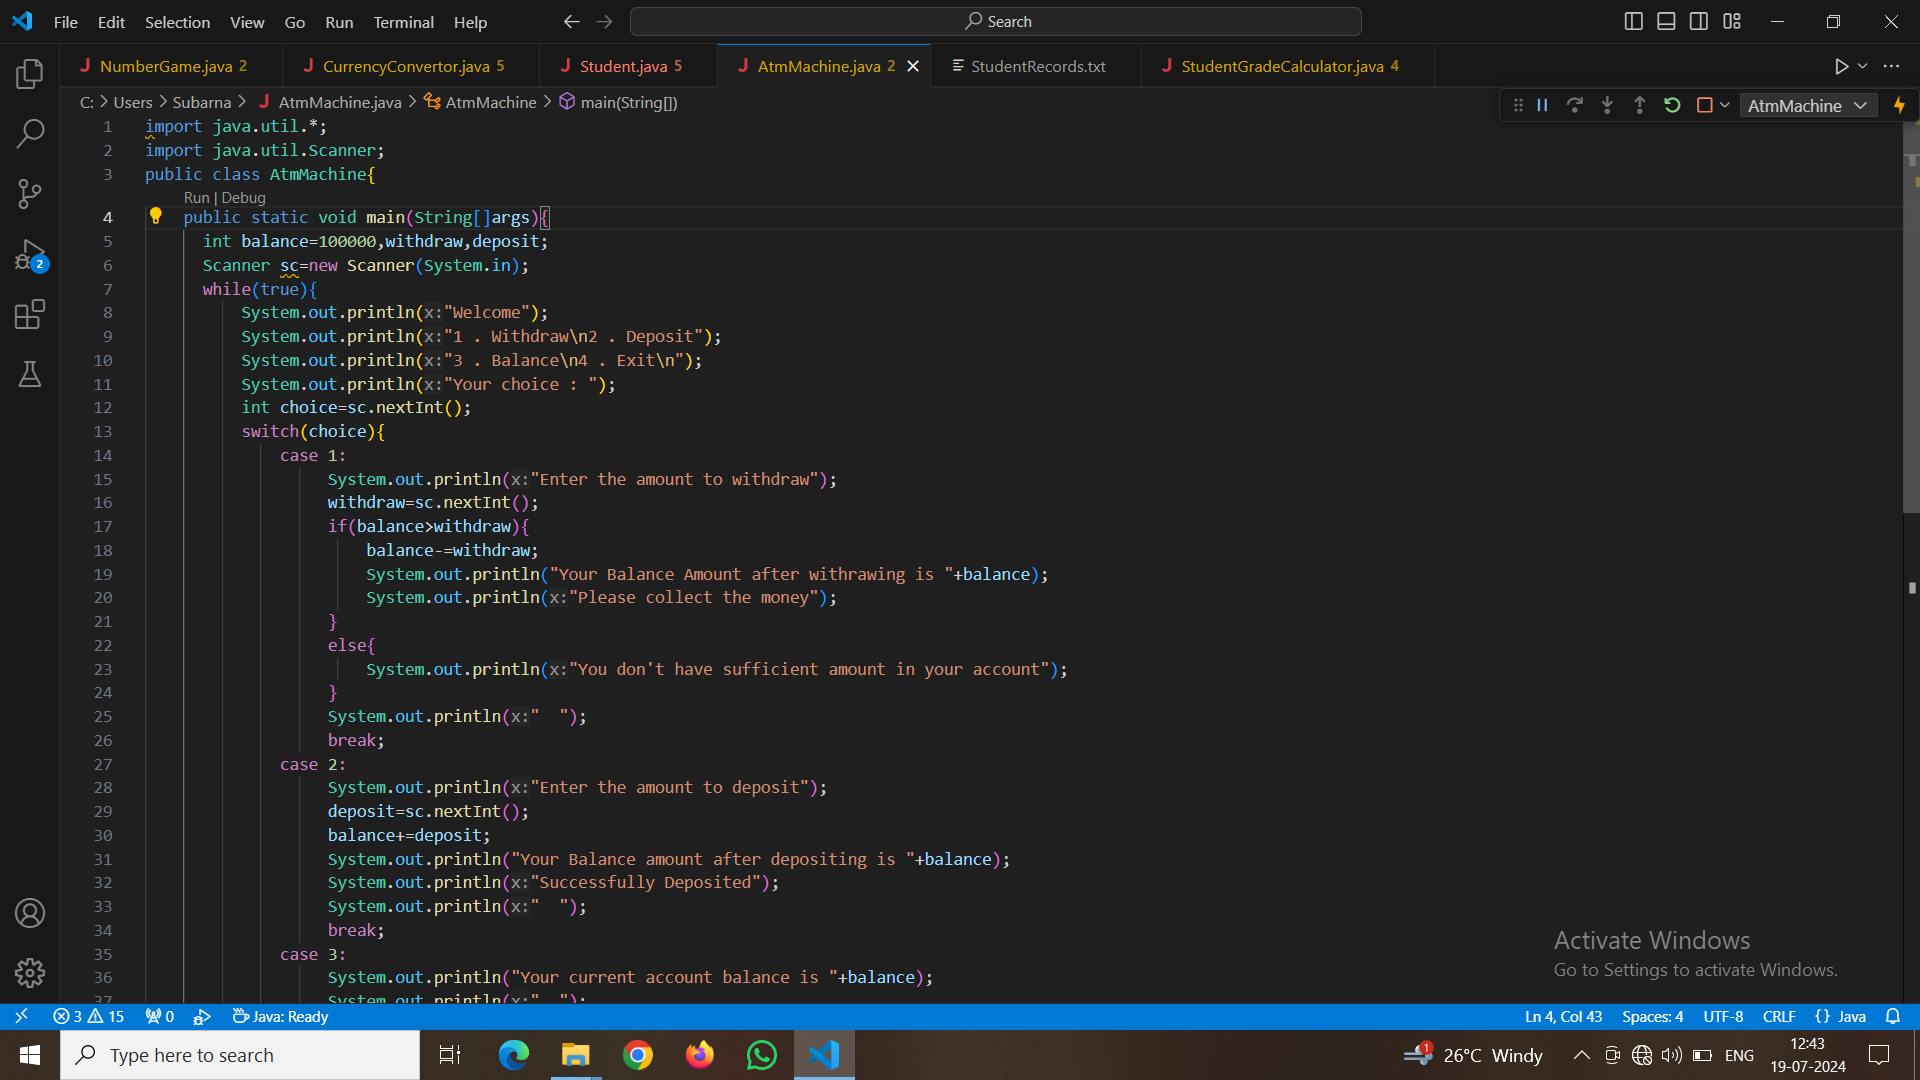 File Edit Selection View Go Run Terminal Help Search
NumberGame.java 2 CurrencyConvertor.java 5 Student.java 5 AtmMachine.java 2 StudentRecords.txt StudentGradeCalculator.java 4
C: > Users > Subarna > AtmMachine.java > AtmMachine > main(String[])
AtmMachine
1 import java.util.*;
2 import java.util.Scanner;
3 public class AtmMachine{
Run | Debug
4 public static void main(String[]args){
5 int balance=100000,withdraw,deposit;
6 Scanner sc=new Scanner(System.in);
7 while(true){
8 System.out.println(x:"Welcome");
9 System.out.println(x:"1 . Withdraw\n2 . Deposit");
10 System.out.println(x:"3 . Balance\n4 . Exit\n");
11 System.out.println(x:"Your choice : ");
12 int choice=sc.nextInt();
13 switch(choice){
14 case 1:
15 System.out.println(x:"Enter the amount to withdraw");
16 withdraw=sc.nextInt();
17 if(balance>withdraw){
18 balance-=withdraw;
19 System.out.println("Your Balance Amount after withrawing is "+balance);
20 System.out.println(x:"Please collect the money");
21 }
22 else{
23 System.out.println(x:"You don't have sufficient amount in your account");
24 }
25 System.out.println(x:"  ");
26 break;
27 case 2:
28 System.out.println(x:"Enter the amount to deposit");
29 deposit=sc.nextInt();
30 balance+=deposit;
31 System.out.println("Your Balance amount after depositing is "+balance);
32 System.out.println(x:"Successfully Deposited");
33 System.out.println(x:"  ");
34 break;
35 case 3:
36 System.out.println("Your current account balance is "+balance);
37 System.out.println(x:"  ");
2
Activate Windows
Go to Settings to activate Windows.
3 15 0 Java: Ready Ln 4, Col 43 Spaces: 4 UTF-8 CRLF {} Java
Type here to search 1 26°C Windy ENG 12:43
19-07-2024